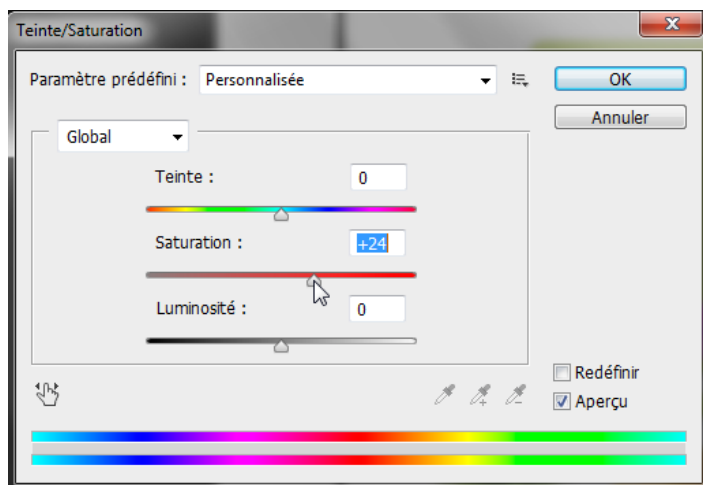 Teinte/Saturation
Paramètre prédéfini : Personnalisée
OK
Annuler
Global
Teinte : 0
Saturation : +24
Luminosité : 0
Redéfinir
Aperçu